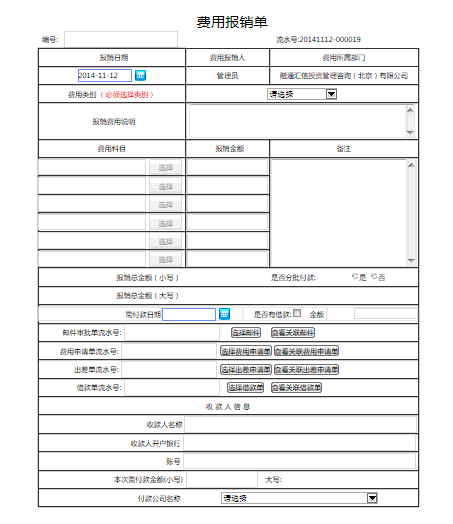 费用报销单
编号: 流水号:20141112-000019
报销日期 费用报销人 费用所属部门
2014-11-12 管理员 融通汇信投资管理咨询（北京）有限公司
费用类别（必须选择类别） 请选择
报销费用说明
费用科目 报销金额 备注
选择
选择
选择
选择
选择
选择
报销总金额（小写） 是否分批付款: 是 否
报销总金额（大写）
需付款日期 是否有借款: 金额
邮件审批单流水号: 选择邮件 查看关联邮件
费用申请单流水号: 选择费用申请单 查看关联费用申请单
出差单流水号: 选择出差申请单 查看关联出差申请单
借款单流水号: 选择借款单 查看关联借款单
收 款 人 信 息
收款人名称
收款人开户银行
账号
本次需付款金额(小写) 大写:
付款公司名称 请选择